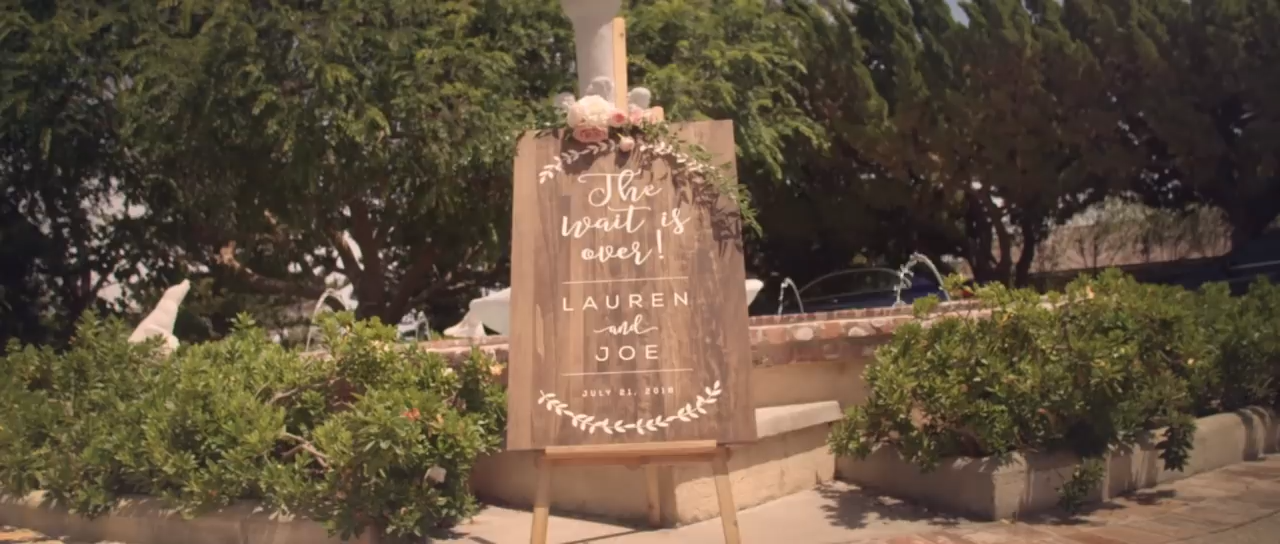 The
wait is
over!
LAUREN
and
JOE
JULY 21, 2018